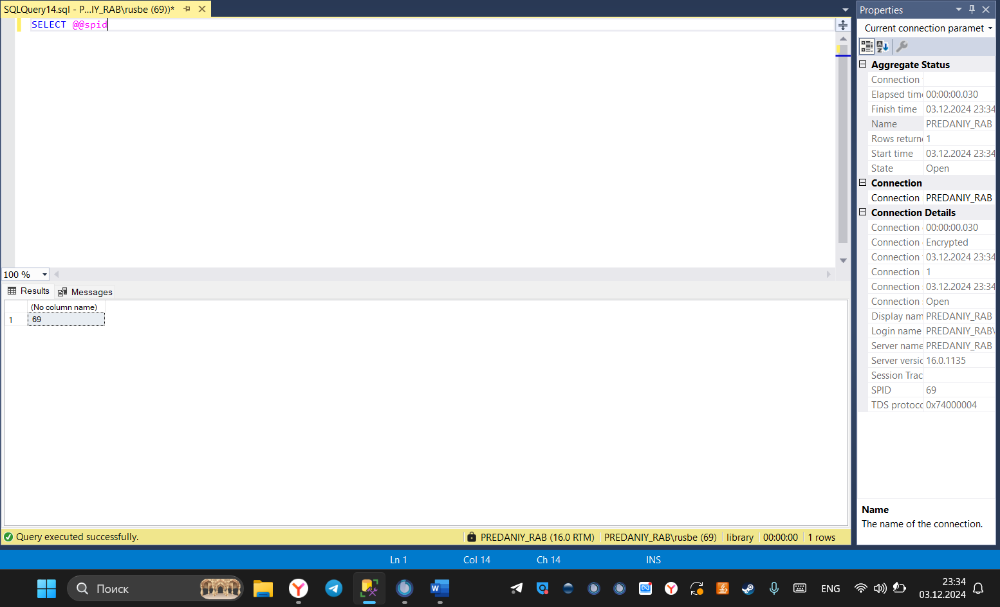 SQLQuery14.sql - P...IY_RAB\rusbe (69))*
SELECT @@spid
100 %
Results
Messages
(No column name)
1 69
Query executed successfully.
PREDANIY_RAB (16.0 RTM)
PREDANIY_RAB\rusbe (69)
library
00:00:00
1 rows
Properties
Current connection paramet
Aggregate Status
Connection
Elapsed time 00:00:00.030
Finish time 03.12.2024 23:34
Name PREDANIY_RAB
Rows returne 1
Start time 03.12.2024 23:34
State Open
Connection
Connection PREDANIY_RAB
Connection Details
Connection 00:00:00.030
Connection Encrypted
Connection 03.12.2024 23:34
Connection 1
Connection 03.12.2024 23:34
Connection Open
Display nam PREDANIY_RAB
Login name PREDANIY_RAB\
Server name PREDANIY_RAB
Server versic 16.0.1135
Session Trac
SPID 69
TDS protocc 0x74000004
Name
The name of the connection.
Ln 1
Col 14
Ch 14
INS
Поиск
ENG
23:34
03.12.2024